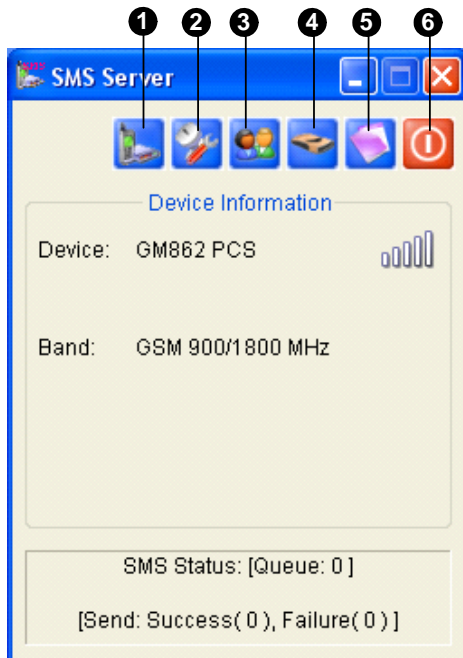 1 2 3 4 5 6
SMS Server
Device Information
Device: GM862 PCS
Band: GSM 900/1800 MHz
SMS Status: [Queue: 0 ]
[Send: Success( 0 ), Failure( 0 ) ]